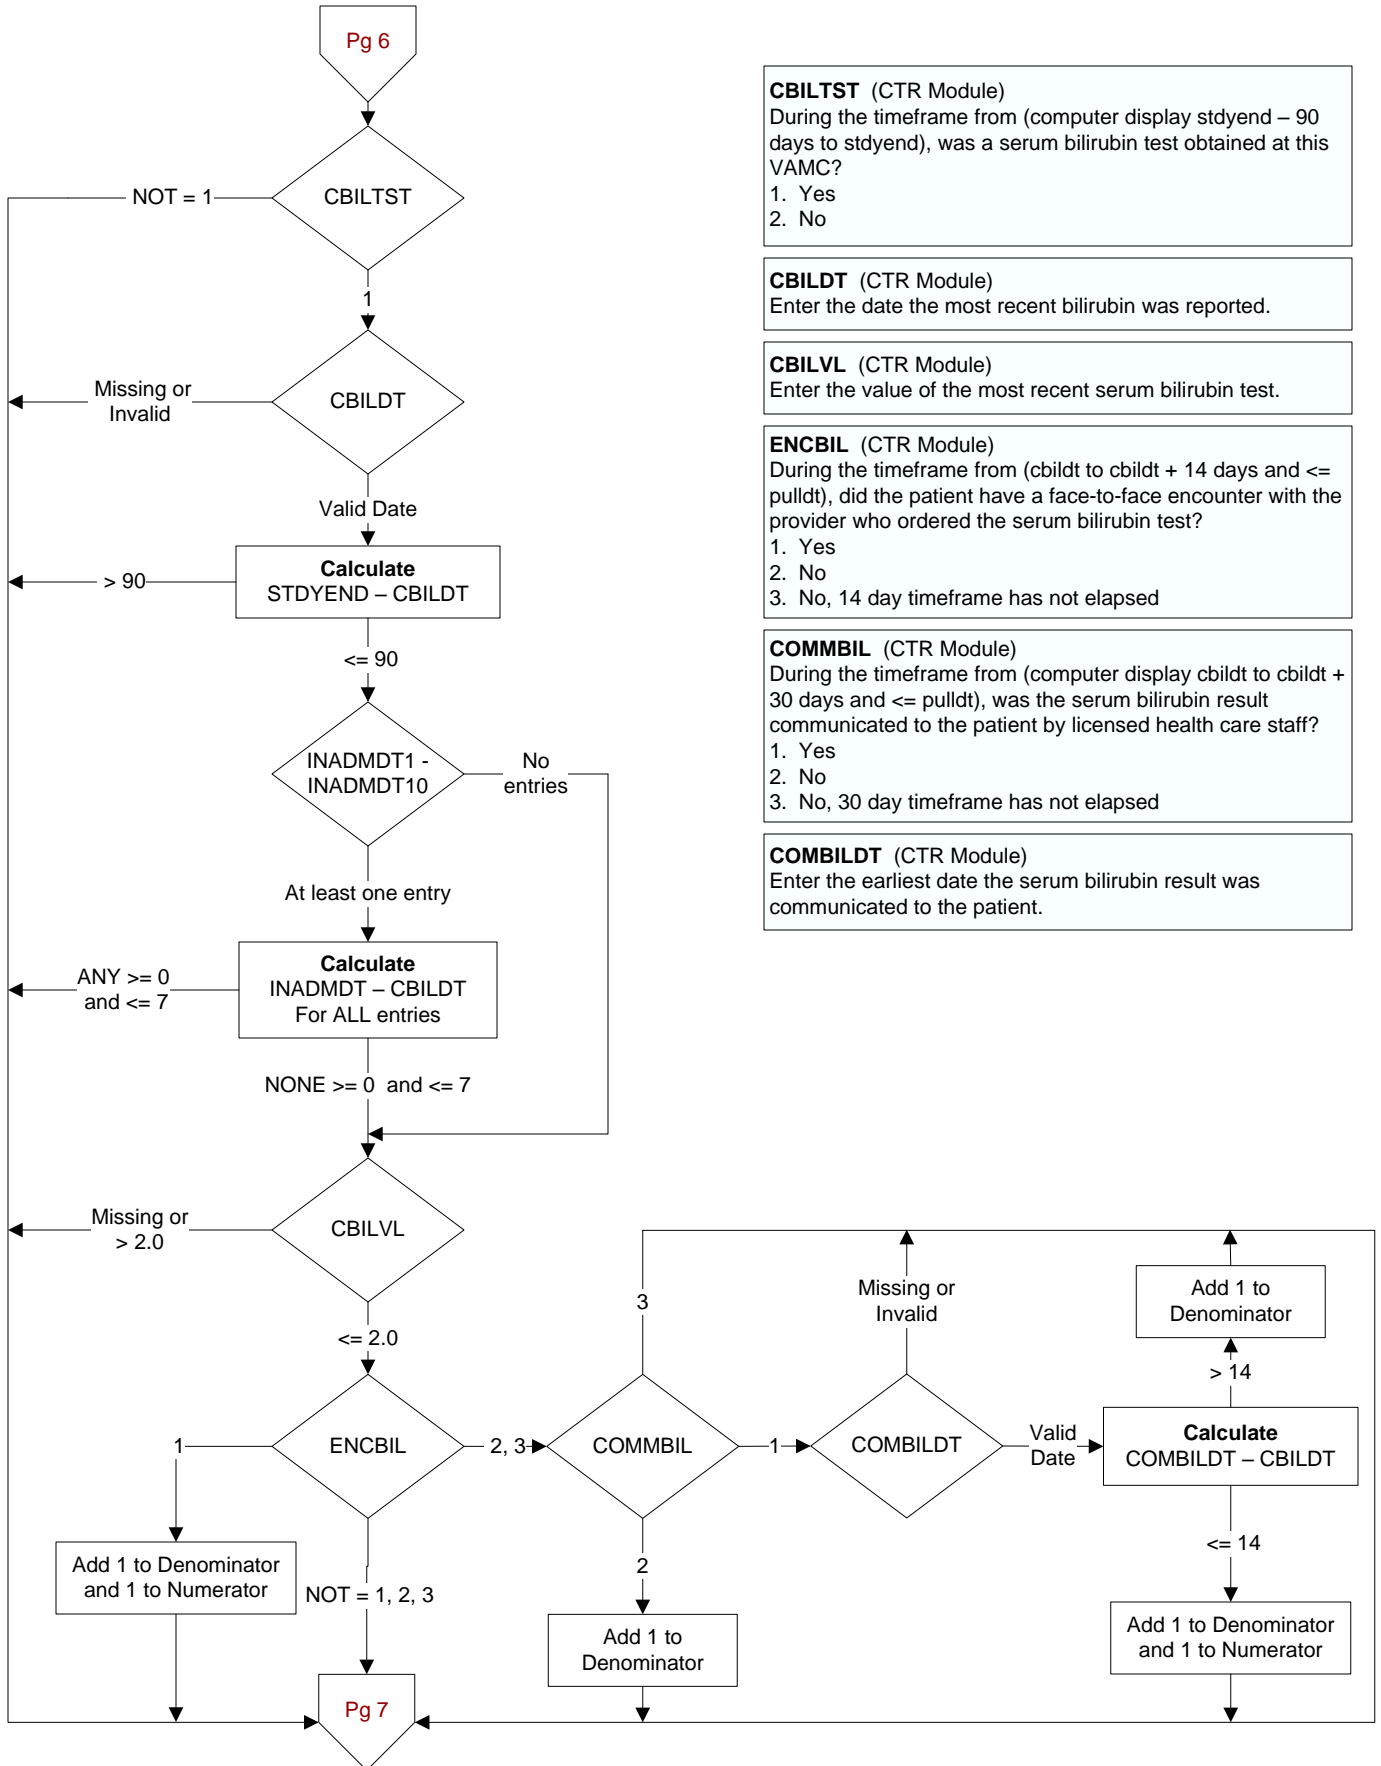 Pg 6
CBILTST
NOT = 1
1
CBILDT
Missing or
Invalid
Valid Date
Calculate
STDYEND – CBILDT
> 90
<= 90
INADMDT1 -
INADMDT10
No
entries
At least one entry
Calculate
INADMDT – CBILDT
For ALL entries
ANY >= 0
and <= 7
NONE >= 0 and <= 7
CBILVL
Missing or
> 2.0
<= 2.0
ENCBIL
1
Add 1 to Denominator
and 1 to Numerator
NOT = 1, 2, 3
2, 3
COMMBIL
3
2
Add 1 to
Denominator
1
COMBILDT
Missing or
Invalid
Valid
Date
Calculate
COMBILDT – CBILDT
> 14
Add 1 to
Denominator
<= 14
Add 1 to Denominator
and 1 to Numerator
Pg 7
CBILTST (CTR Module)
During the timeframe from (computer display stdyend – 90
days to stdyend), was a serum bilirubin test obtained at this
VAMC?
1. Yes
2. No
CBILDT (CTR Module)
Enter the date the most recent bilirubin was reported.
CBILVL (CTR Module)
Enter the value of the most recent serum bilirubin test.
ENCBIL (CTR Module)
During the timeframe from (cbildt to cbildt + 14 days and <=
pulldt), did the patient have a face-to-face encounter with the
provider who ordered the serum bilirubin test?
1. Yes
2. No
3. No, 14 day timeframe has not elapsed
COMMBIL (CTR Module)
During the timeframe from (computer display cbildt to cbildt +
30 days and <= pulldt), was the serum bilirubin result
communicated to the patient by licensed health care staff?
1. Yes
2. No
3. No, 30 day timeframe has not elapsed
COMBILDT (CTR Module)
Enter the earliest date the serum bilirubin result was
communicated to the patient.